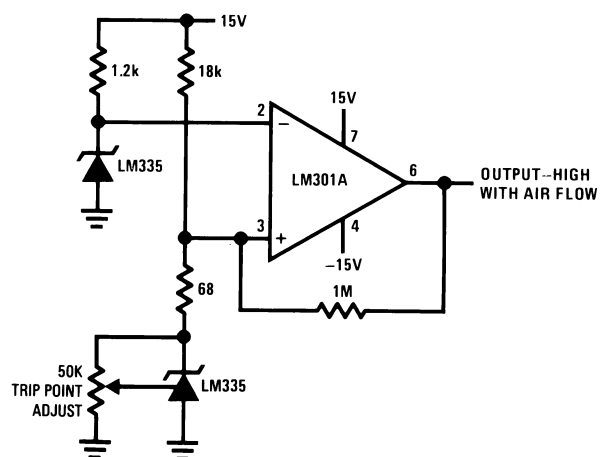 15V
1.2k
18k
15V
2
−
7
LM335
LM301A
6
OUTPUT--HIGH
WITH AIR FLOW
3
+
4
−15V
68
1M
50K
TRIP POINT
ADJUST
LM335